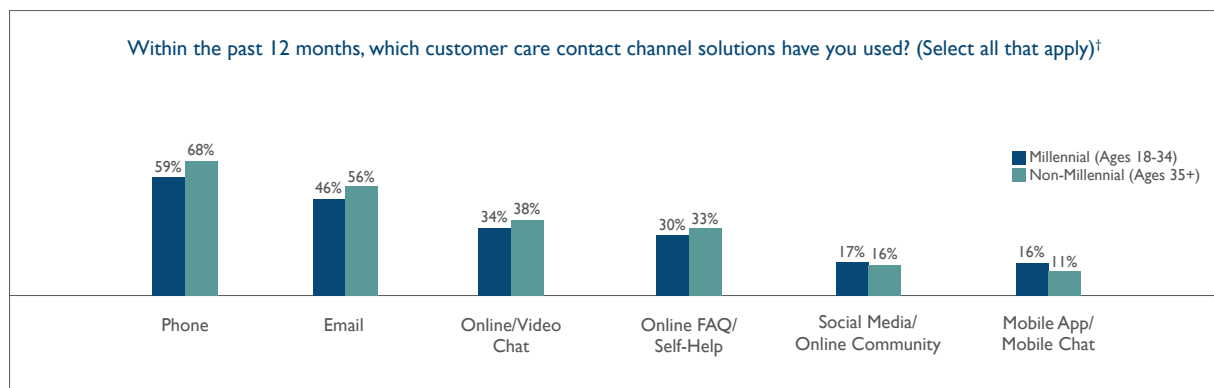 Within the past 12 months, which customer care contact channel solutions have you used? (Select all that apply)†
Millennial (Ages 18-34)
Non-Millennial (Ages 35+)
59%
68%
46%
56%
34%
38%
30%
33%
17%
16%
16%
11%
Phone
Email
Online/Video
Chat
Online FAQ/
Self-Help
Social Media/
Online Community
Mobile App/
Mobile Chat